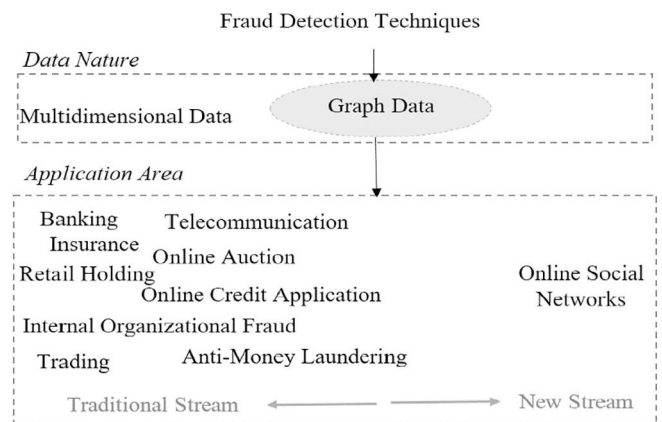 Fraud Detection Techniques
Data Nature
Multidimensional Data
Graph Data
Application Area
Banking
Telecommunication
Insurance
Online Auction
Retail Holding
Online Social
Networks
Online Credit Application
Internal Organizational Fraud
Trading
Anti-Money Laundering
Traditional Stream
New Stream